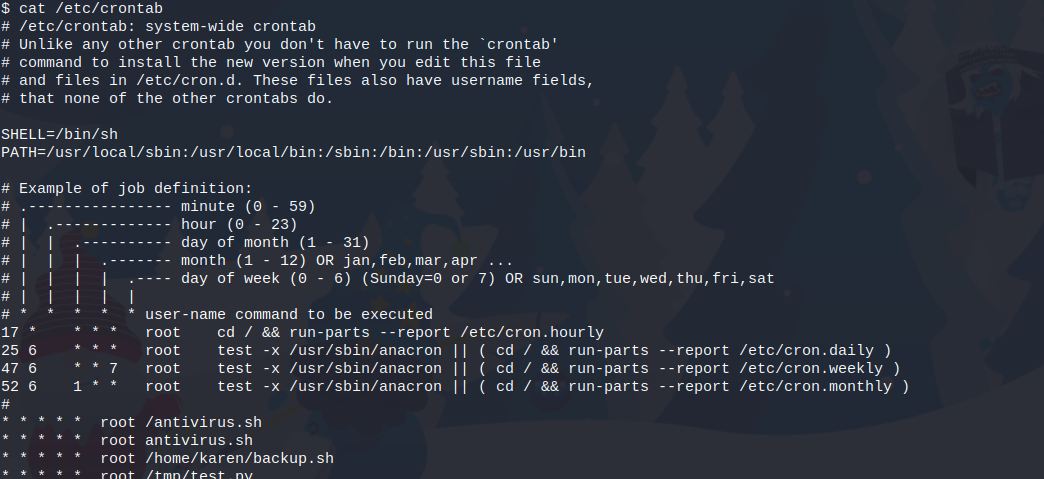 $ cat /etc/crontab
# /etc/crontab: system-wide crontab
# Unlike any other crontab you don't have to run the `crontab'
# command to install the new version when you edit this file
# and files in /etc/cron.d. These files also have username fields,
# that none of the other crontabs do.

SHELL=/bin/sh
PATH=/usr/local/sbin:/usr/local/bin:/sbin:/bin:/usr/sbin:/usr/bin

# Example of job definition:
# .---------------- minute (0 - 59)
# |  .------------- hour (0 - 23)
# |  |  .---------- day of month (1 - 31)
# |  |  |  .------- month (1 - 12) OR jan,feb,mar,apr ...
# |  |  |  |  .---- day of week (0 - 6) (Sunday=0 or 7) OR sun,mon,tue,wed,thu,fri,sat
# |  |  |  |  |
# *  *  *  *  * user-name command to be executed
17 *    * * *   root    cd / && run-parts --report /etc/cron.hourly
25 6    * * *   root    test -x /usr/sbin/anacron || ( cd / && run-parts --report /etc/cron.daily )
47 6    * * 7   root    test -x /usr/sbin/anacron || ( cd / && run-parts --report /etc/cron.weekly )
52 6    1 * *   root    test -x /usr/sbin/anacron || ( cd / && run-parts --report /etc/cron.monthly )
#
* * * * *  root /antivirus.sh
* * * * *  root antivirus.sh
* * * * *  root /home/karen/backup.sh
* * * * *  root /tmp/test.py